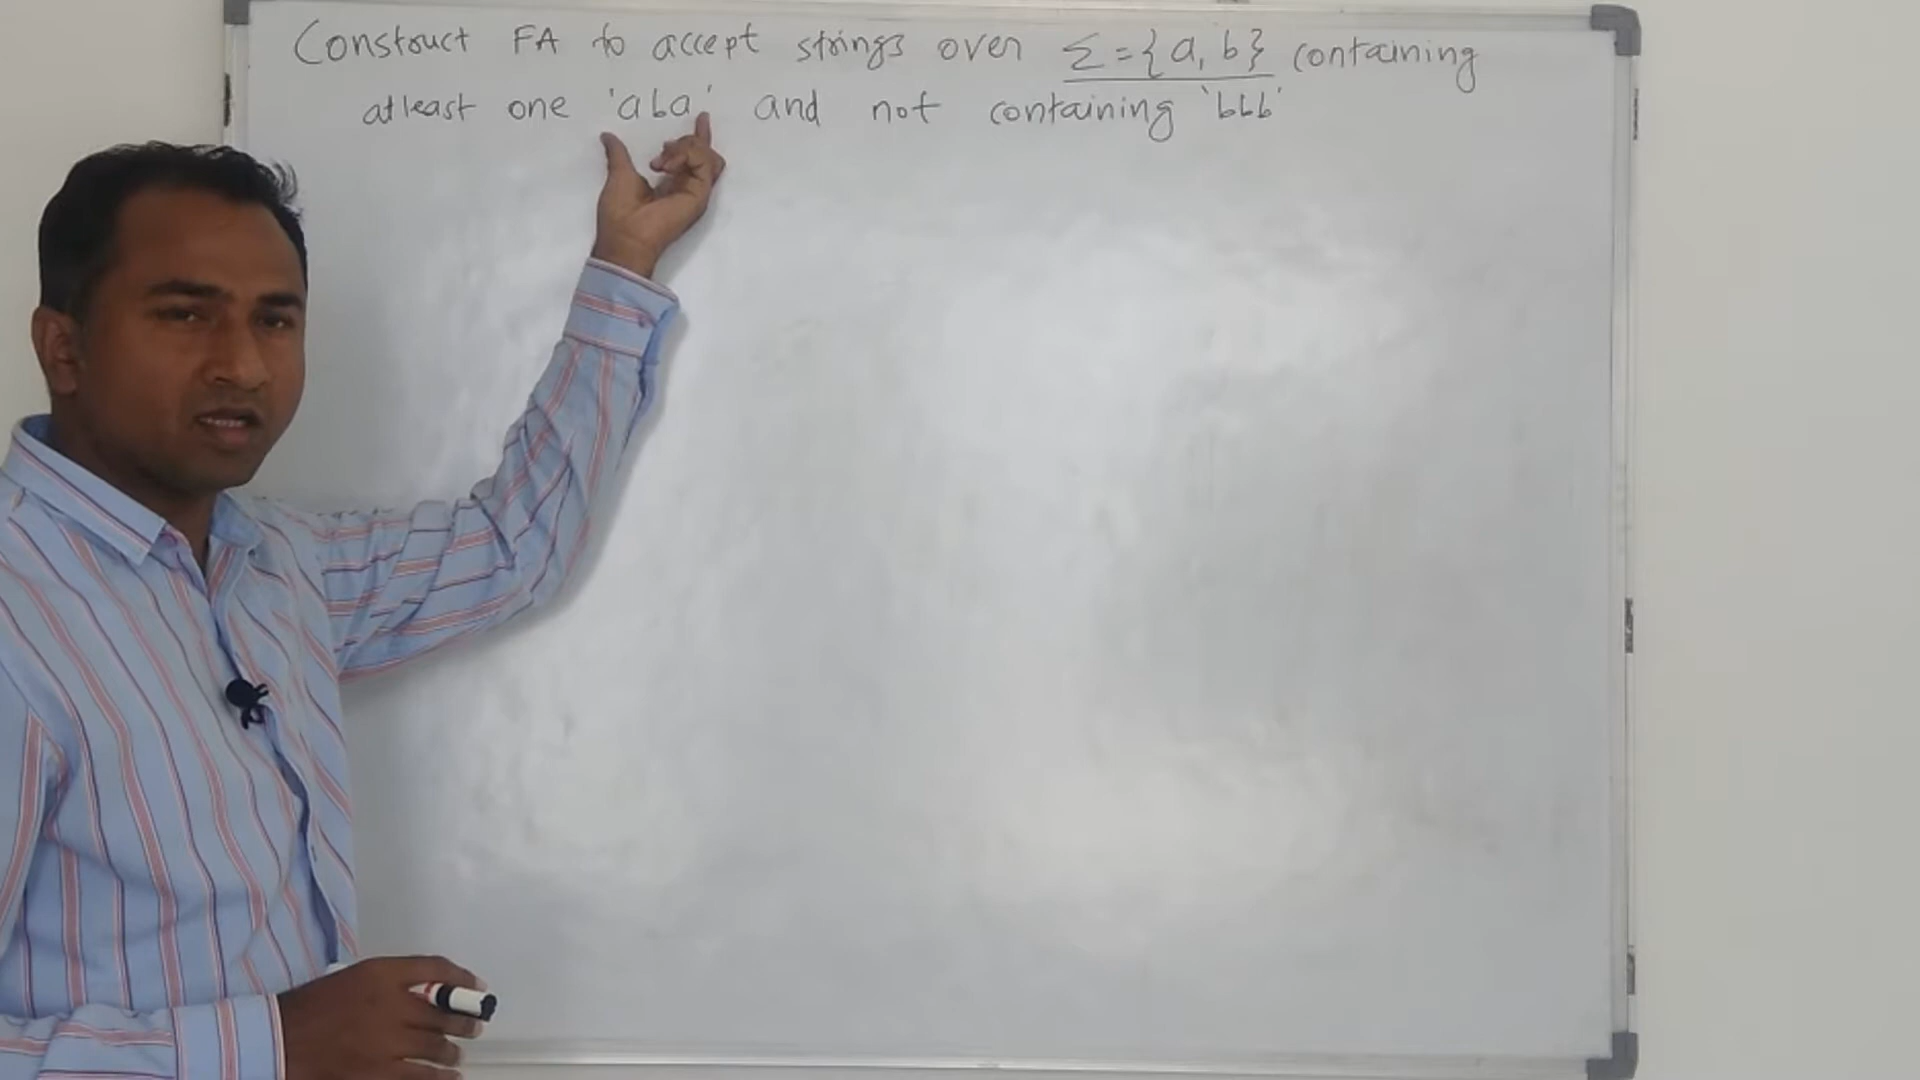 Construct FA to accept strings over Σ={a, b} containing
atleast one 'aba' and not containing 'bbb'